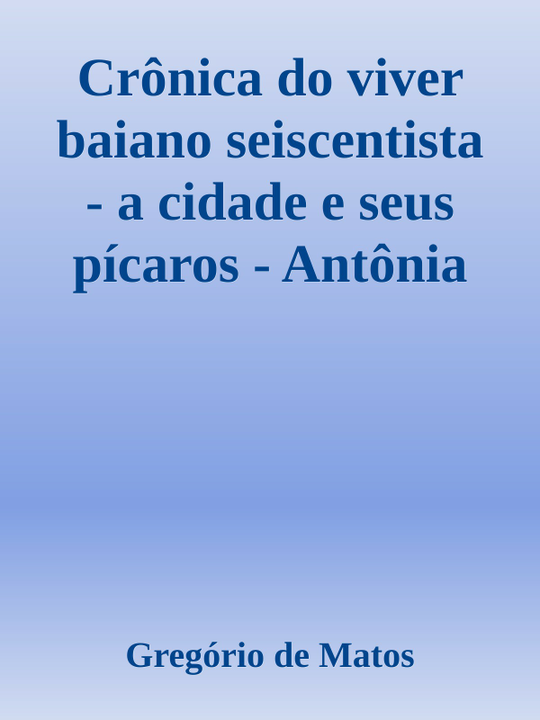 Crônica do viver
baiano seiscentista
- a cidade e seus
pícaros - Antônia
Gregório de Matos